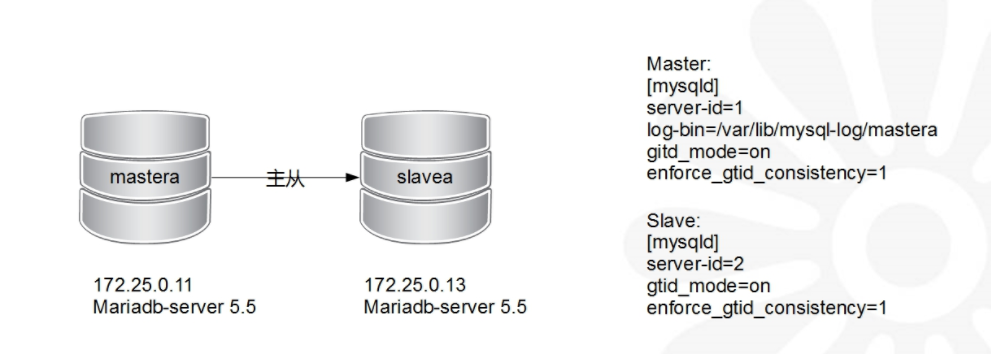 mastera
主从
slavea
172.25.0.11
Mariadb-server 5.5
172.25.0.13
Mariadb-server 5.5
Master:
[mysqld]
server-id=1
log-bin=/var/lib/mysql-log/mastera
gitd_mode=on
enforce_gtid_consistency=1
Slave:
[mysqld]
server-id=2
gtid_mode=on
enforce_gtid_consistency=1